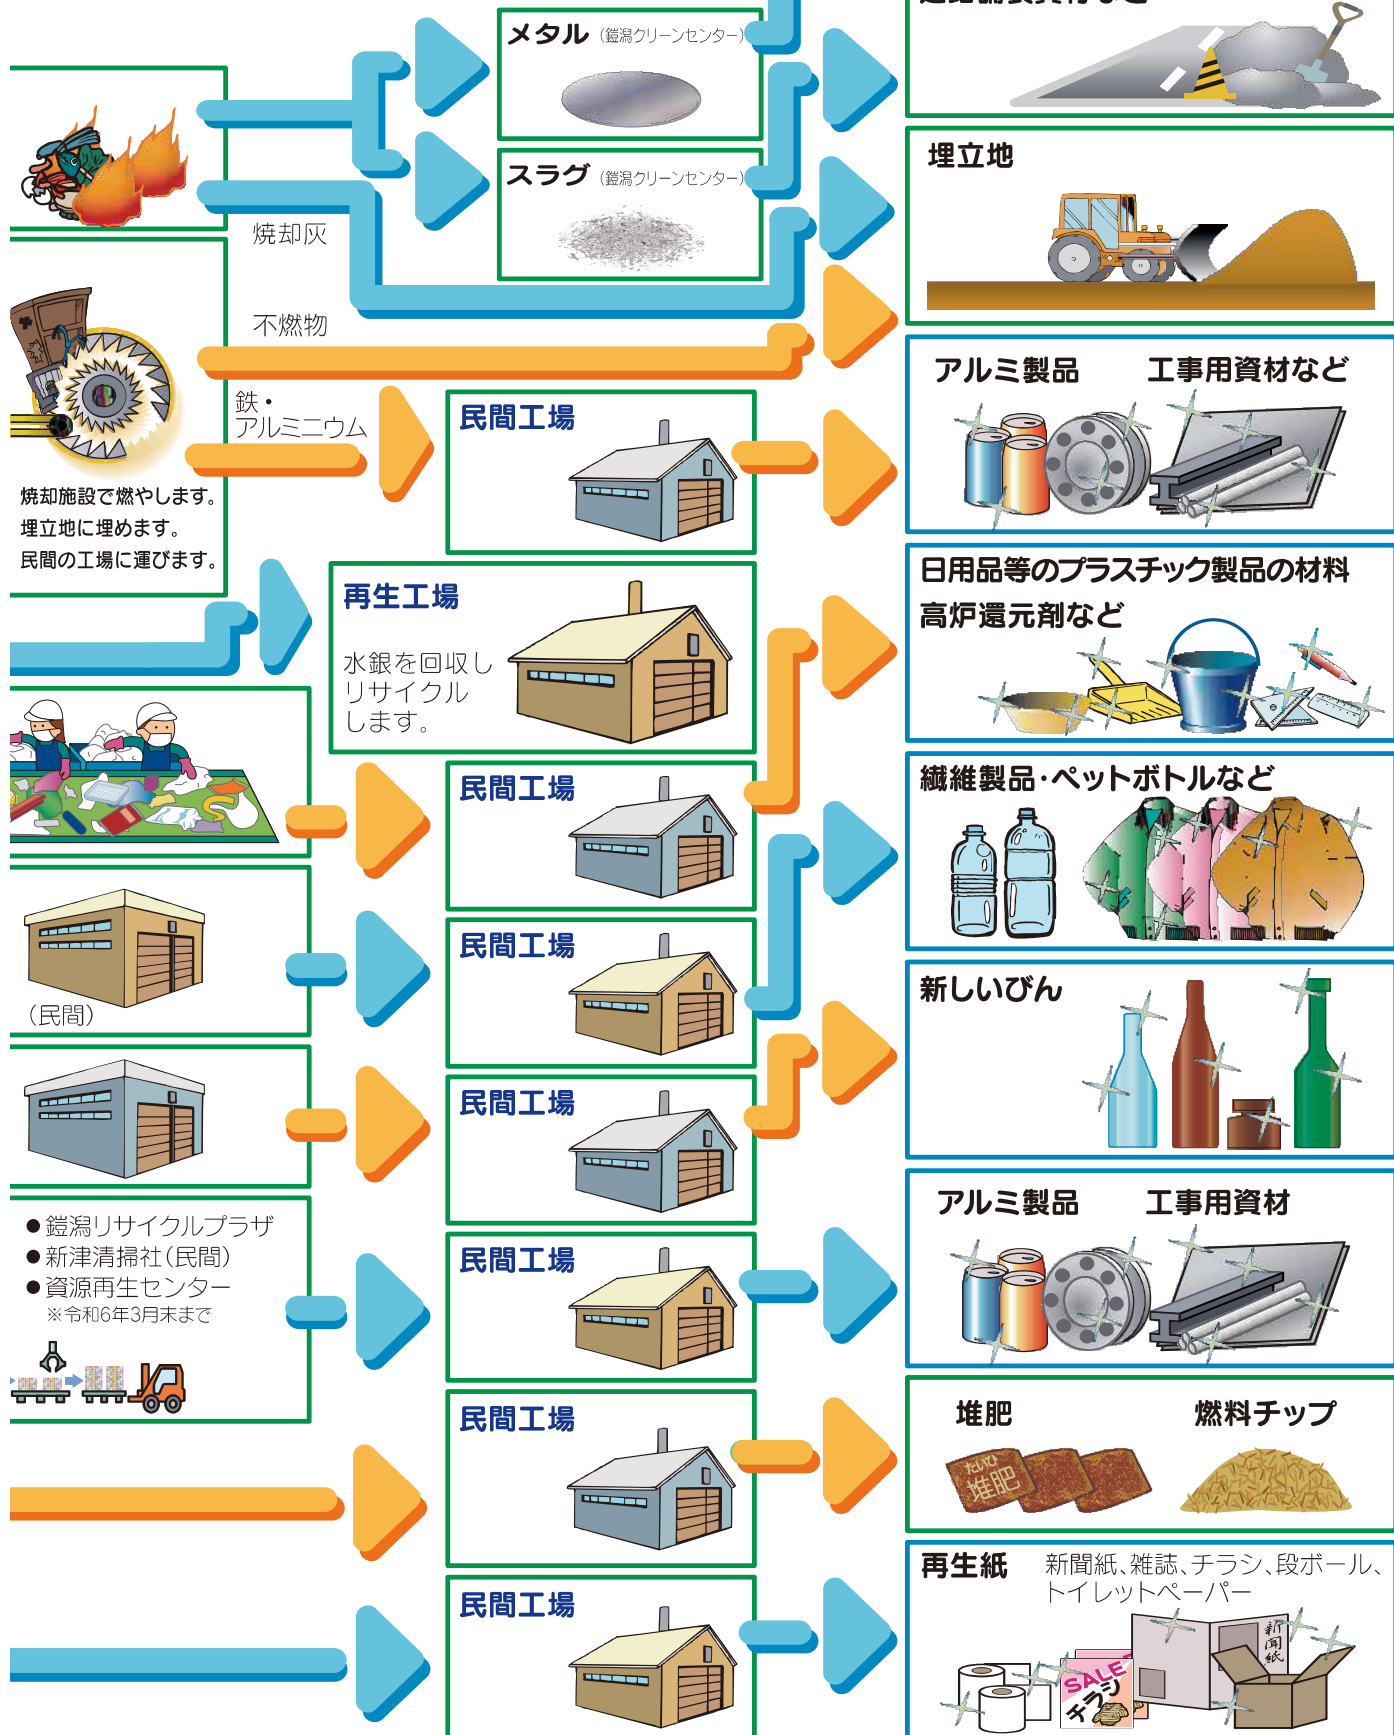 メタル (鎧潟クリーンセンター)
スラグ (鎧潟クリーンセンター)
焼却灰
埋立地
不燃物
鉄・
アルミニウム
焼却施設で燃やします。
埋立地に埋めます。
民間の工場に運びます。
民間工場
アルミ製品 工事用資材など
再生工場
水銀を回収し
リサイクル
します。
日用品等のプラスチック製品の材料
高炉還元剤など
民間工場
繊維製品・ペットボトルなど
(民間)
民間工場
新しいびん
民間工場
●鎧潟リサイクルプラザ
●新津清掃社(民間)
●資源再生センター
※令和6年3月末まで
民間工場
アルミ製品 工事用資材
民間工場
堆肥 燃料チップ
たいひ
堆肥
民間工場
再生紙 新聞紙、雑誌、チラシ、段ボール、
トイレットペーパー
新聞紙
SALE
チラシ